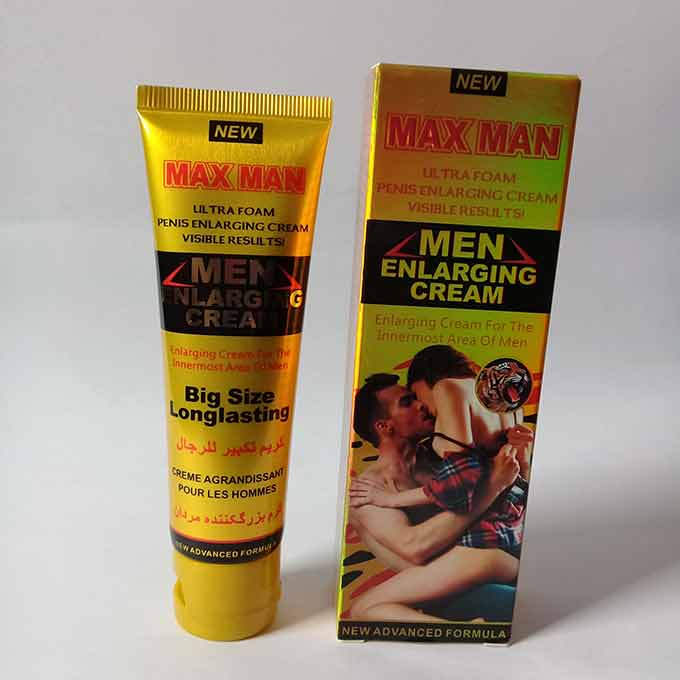 NEW
MAX MAN
ULTRA FOAM
PENIS ENLARGING CREAM
VISIBLE RESULTS!
MEN
ENLARGING
CREAM
Enlarging Cream For The
Innermost Area Of Men
Big Size
Longlasting
كريم تكبير للرجال
CREME AGRANDISSANT
POUR LES HOMMES
كرم بزرگكننده مردان
NEW ADVANCED FORMULA
NEW
MAX MAN
ULTRA FOAM
PENIS ENLARGING CREAM
VISIBLE RESULTS!
MEN
ENLARGING
CREAM
Enlarging Cream For The
Innermost Area Of Men
NEW ADVANCED FORMULA